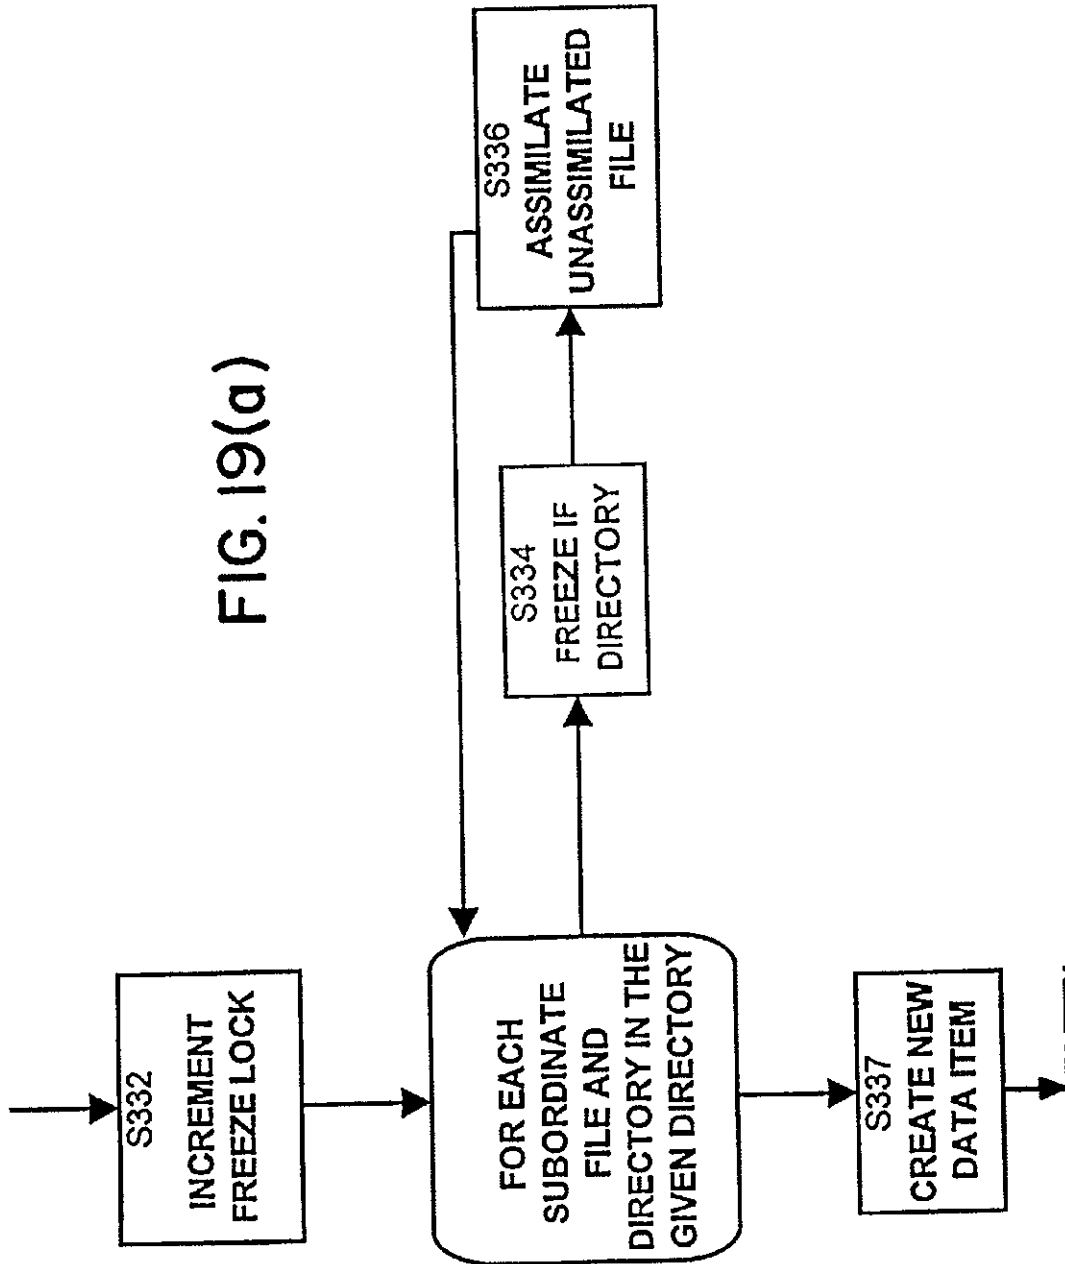 FIG. 19(a)
S332
INCREMENT
FREEZE LOCK
FOR EACH
SUBORDINATE
FILE AND
DIRECTORY IN THE
GIVEN DIRECTORY
S334
FREEZE IF
DIRECTORY
S336
ASSIMILATE
UNASSIMILATED
FILE
S337
CREATE NEW
DATA ITEM